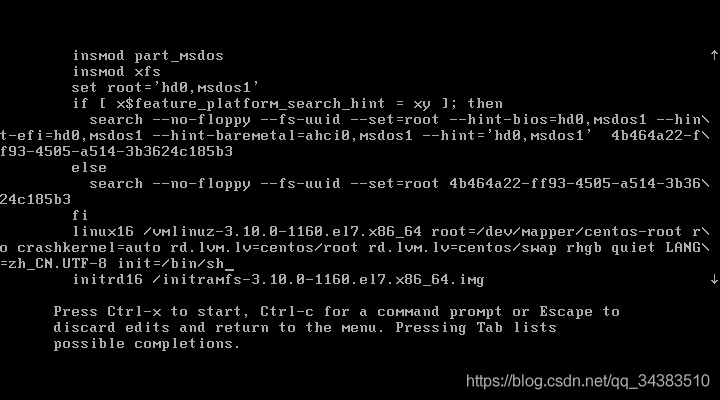 insmod part_msdos
insmod xfs
set root='hd0,msdos1'
if [ x$feature_platform_search_hint = xy ]; then
search --no-floppy --fs-uuid --set=root --hint-bios=hd0,msdos1 --hin\
t-efi=hd0,msdos1 --hint-baremetal=ahci0,msdos1 --hint='hd0,msdos1'  4b464a22-f\
f93-4505-a514-3b3624c185b3
else
search --no-floppy --fs-uuid --set=root 4b464a22-ff93-4505-a514-3b36\
24c185b3
fi
linux16 /vmlinuz-3.10.0-1160.el7.x86_64 root=/dev/mapper/centos-root r\
o crashkernel=auto rd.lvm.lv=centos/root rd.lvm.lv=centos/swap rhgb quiet LANG\
=zh_CN.UTF-8 init=/bin/sh_
initrd16 /initramfs-3.10.0-1160.el7.x86_64.img
Press Ctrl-x to start, Ctrl-c for a command prompt or Escape to
discard edits and return to the menu. Pressing Tab lists
possible completions.
https://blog.csdn.net/qq_34383510